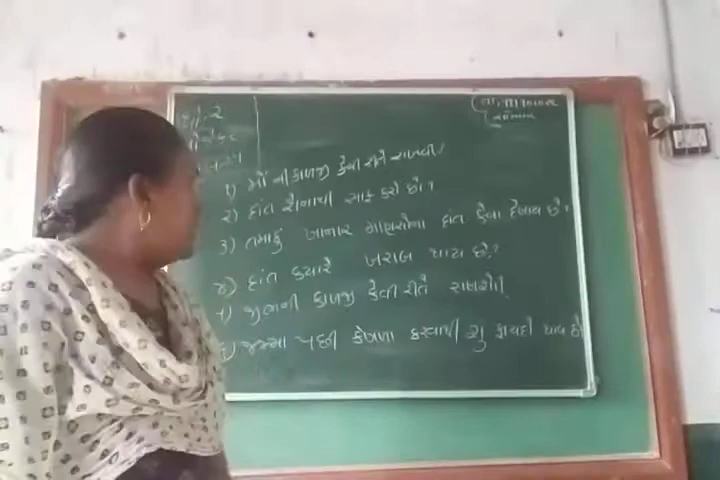 ૧) મોં ની કાળજી કેવી રીતે રાખવી?
૨) દાંત શેનાથી સાફ કરો છો?
૩) તમાકું ખાનાર માણસોના દાંત કેવા દેખાય છે?
૪) દાંત કયારે ખરાબ થાય છે?
૫) જીભની કાળજી કેવી રીતે રાખશો
૬) જમ્યા પછી કોગળા કરવાથી શુ ફાયદો થાય છે